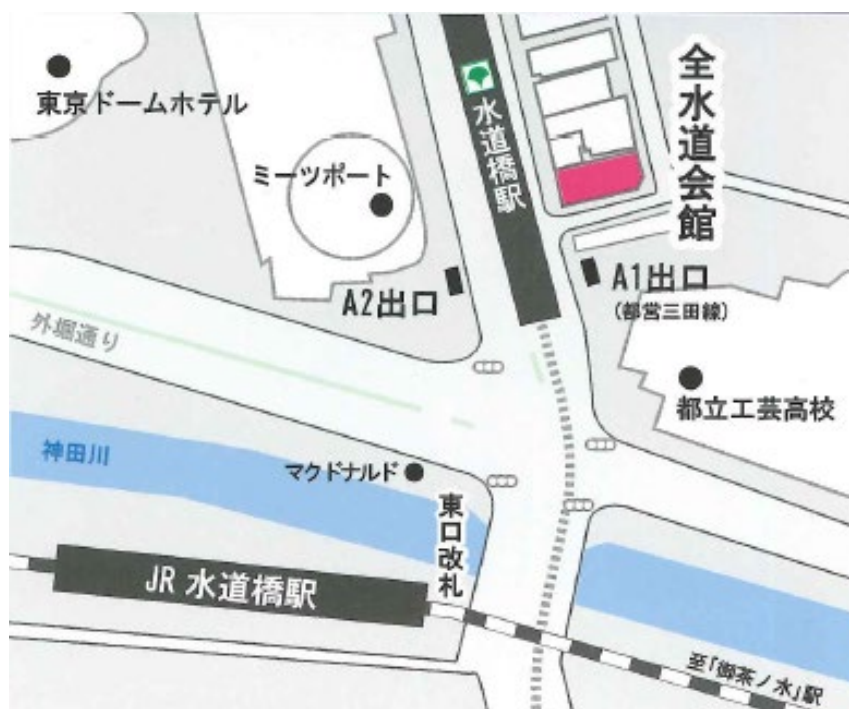 東京ドームホテル
ミーツポート
水道橋駅
全水道会館
A1出口
(都営三田線)
A2出口
外堀通り
都立工芸高校
神田川
マクドナルド
東口改札
JR 水道橋駅
至「御茶ノ水」駅